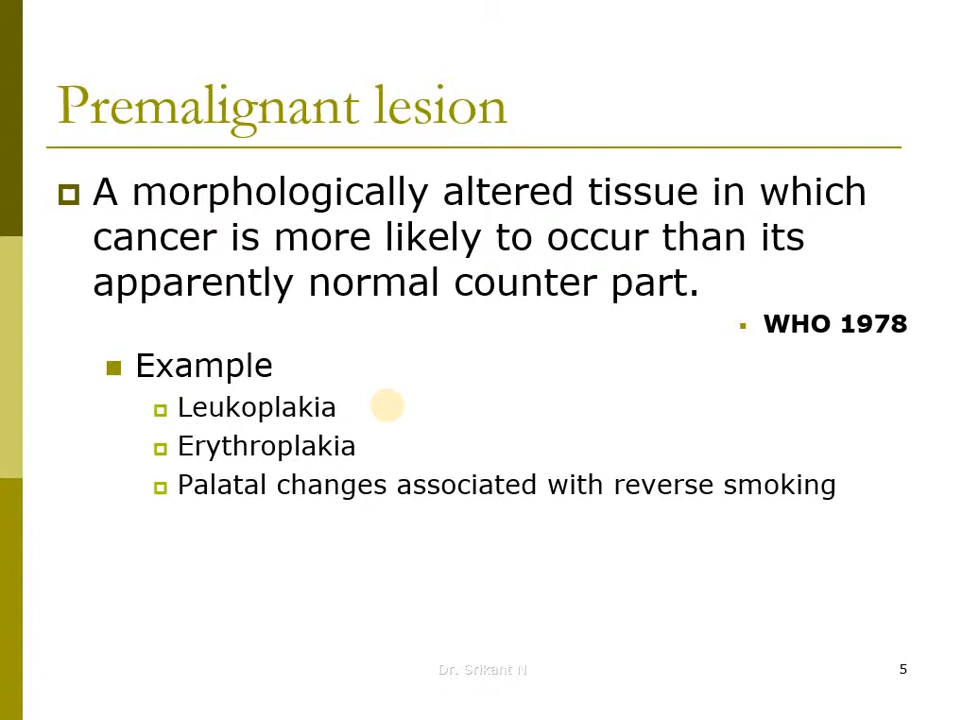 Premalignant lesion
A morphologically altered tissue in which
cancer is more likely to occur than its
apparently normal counter part.
WHO 1978
Example
Leukoplakia
Erythroplakia
Palatal changes associated with reverse smoking
Dr. Srikant N
5